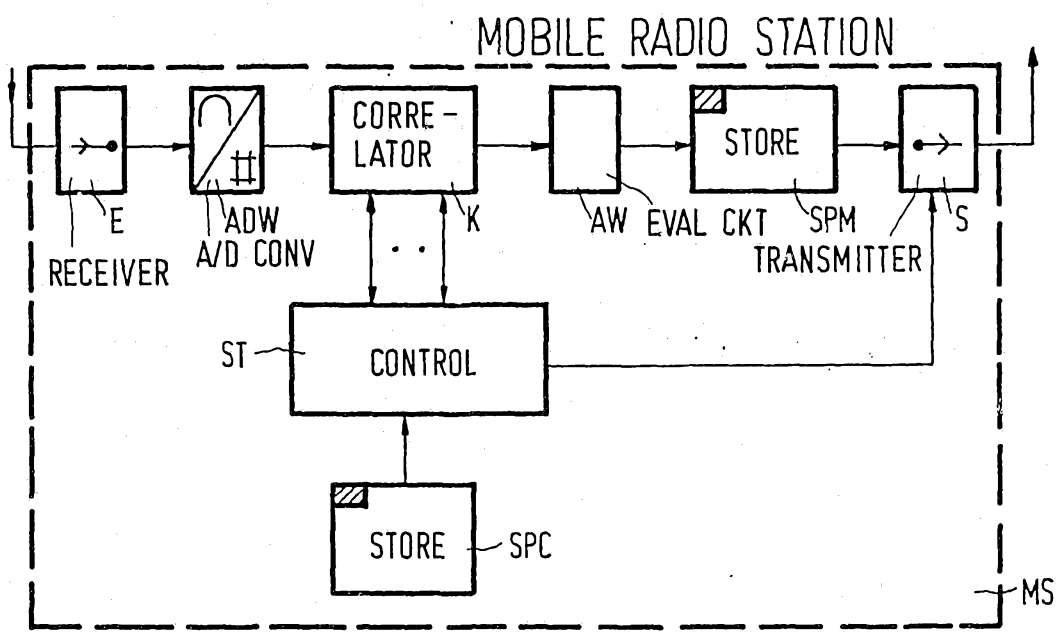 MOBILE RADIO STATION
CORRE-
LATOR
STORE
E
ADW
K
AW
EVAL CKT
SPM
S
RECEIVER
A/D CONV
TRANSMITTER
ST
CONTROL
STORE
SPC
MS